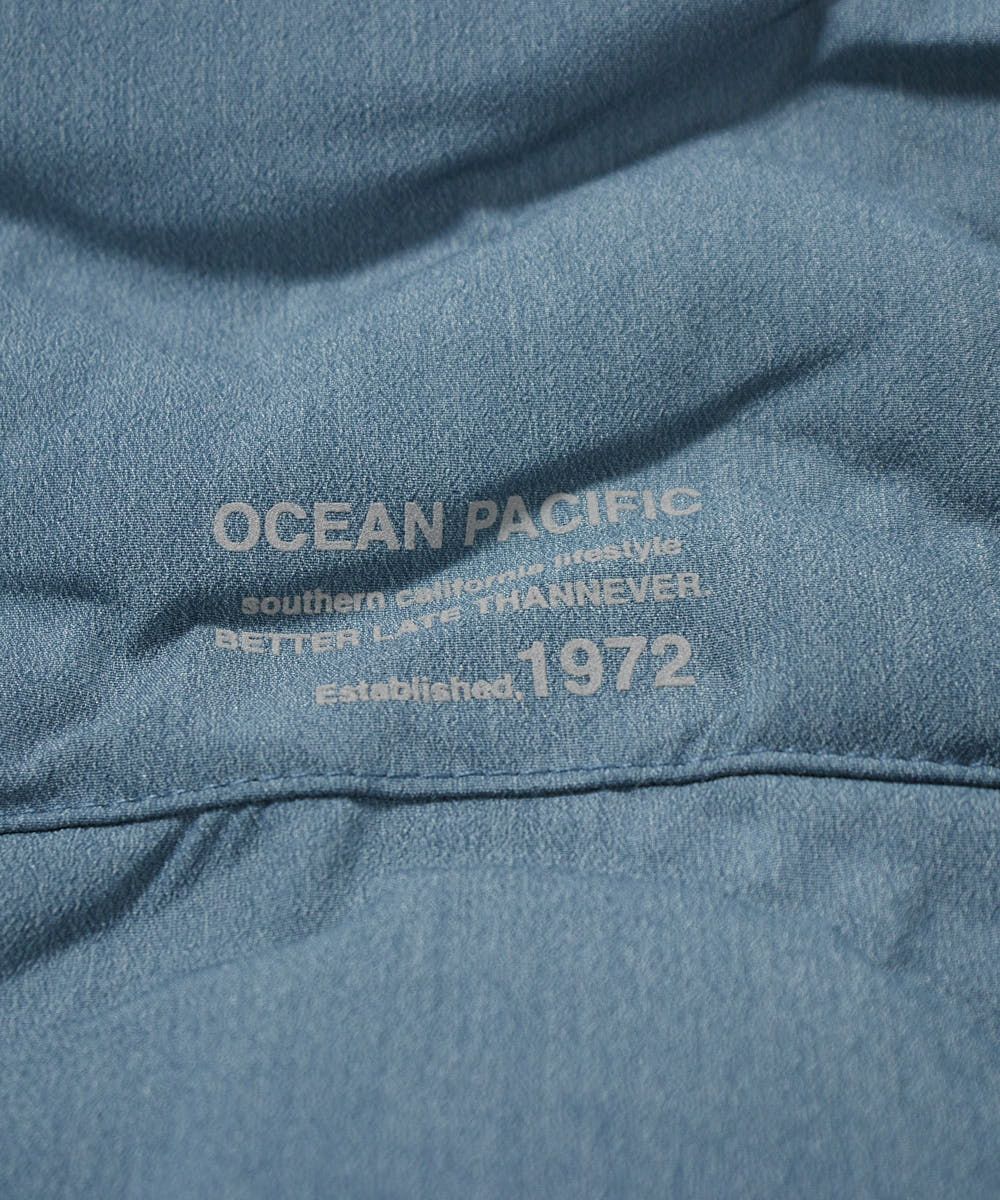 OCEAN PACIFIC
southern california lifestyle
BETTER LATE THANNEVER.
Established, 1972